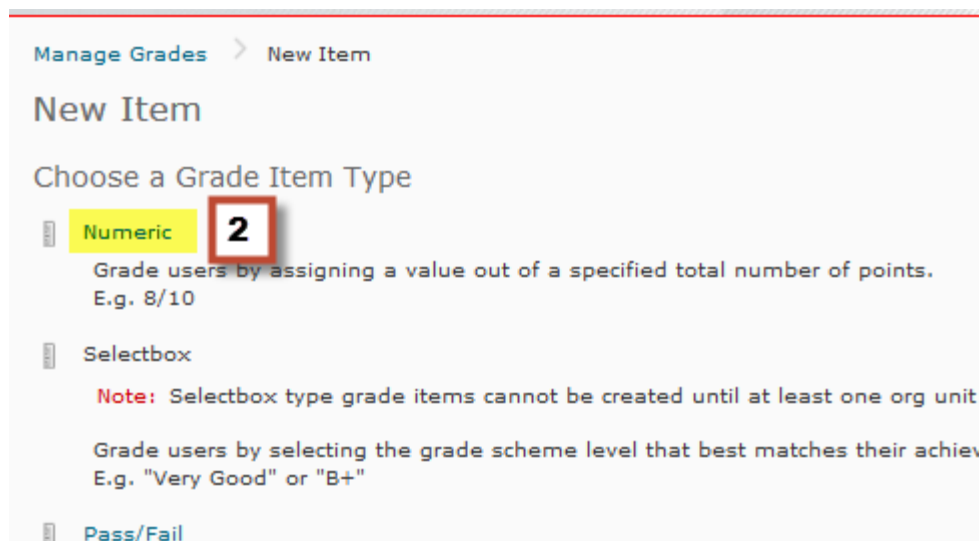 Manage Grades > New Item
New Item
Choose a Grade Item Type
Numeric 2
Grade users by assigning a value out of a specified total number of points.
E.g. 8/10
Selectbox
Note: Selectbox type grade items cannot be created until at least one org unit
Grade users by selecting the grade scheme level that best matches their achiev
E.g. "Very Good" or "B+"
Pass/Fail